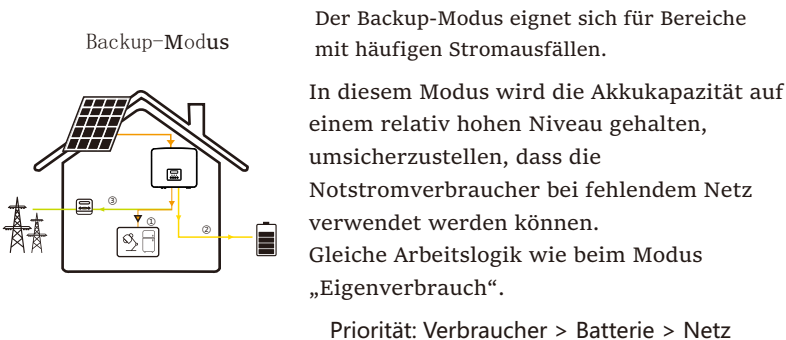 Backup-Modus
Der Backup-Modus eignet sich für Bereiche
mit häufigen Stromausfällen.
In diesem Modus wird die Akkukapazität auf
einem relativ hohen Niveau gehalten,
umsicherzustellen, dass die
Notstromverbraucher bei fehlendem Netz
verwendet werden können.
Gleiche Arbeitslogik wie beim Modus
„Eigenverbrauch“.
Priorität: Verbraucher > Batterie > Netz
③
①
②